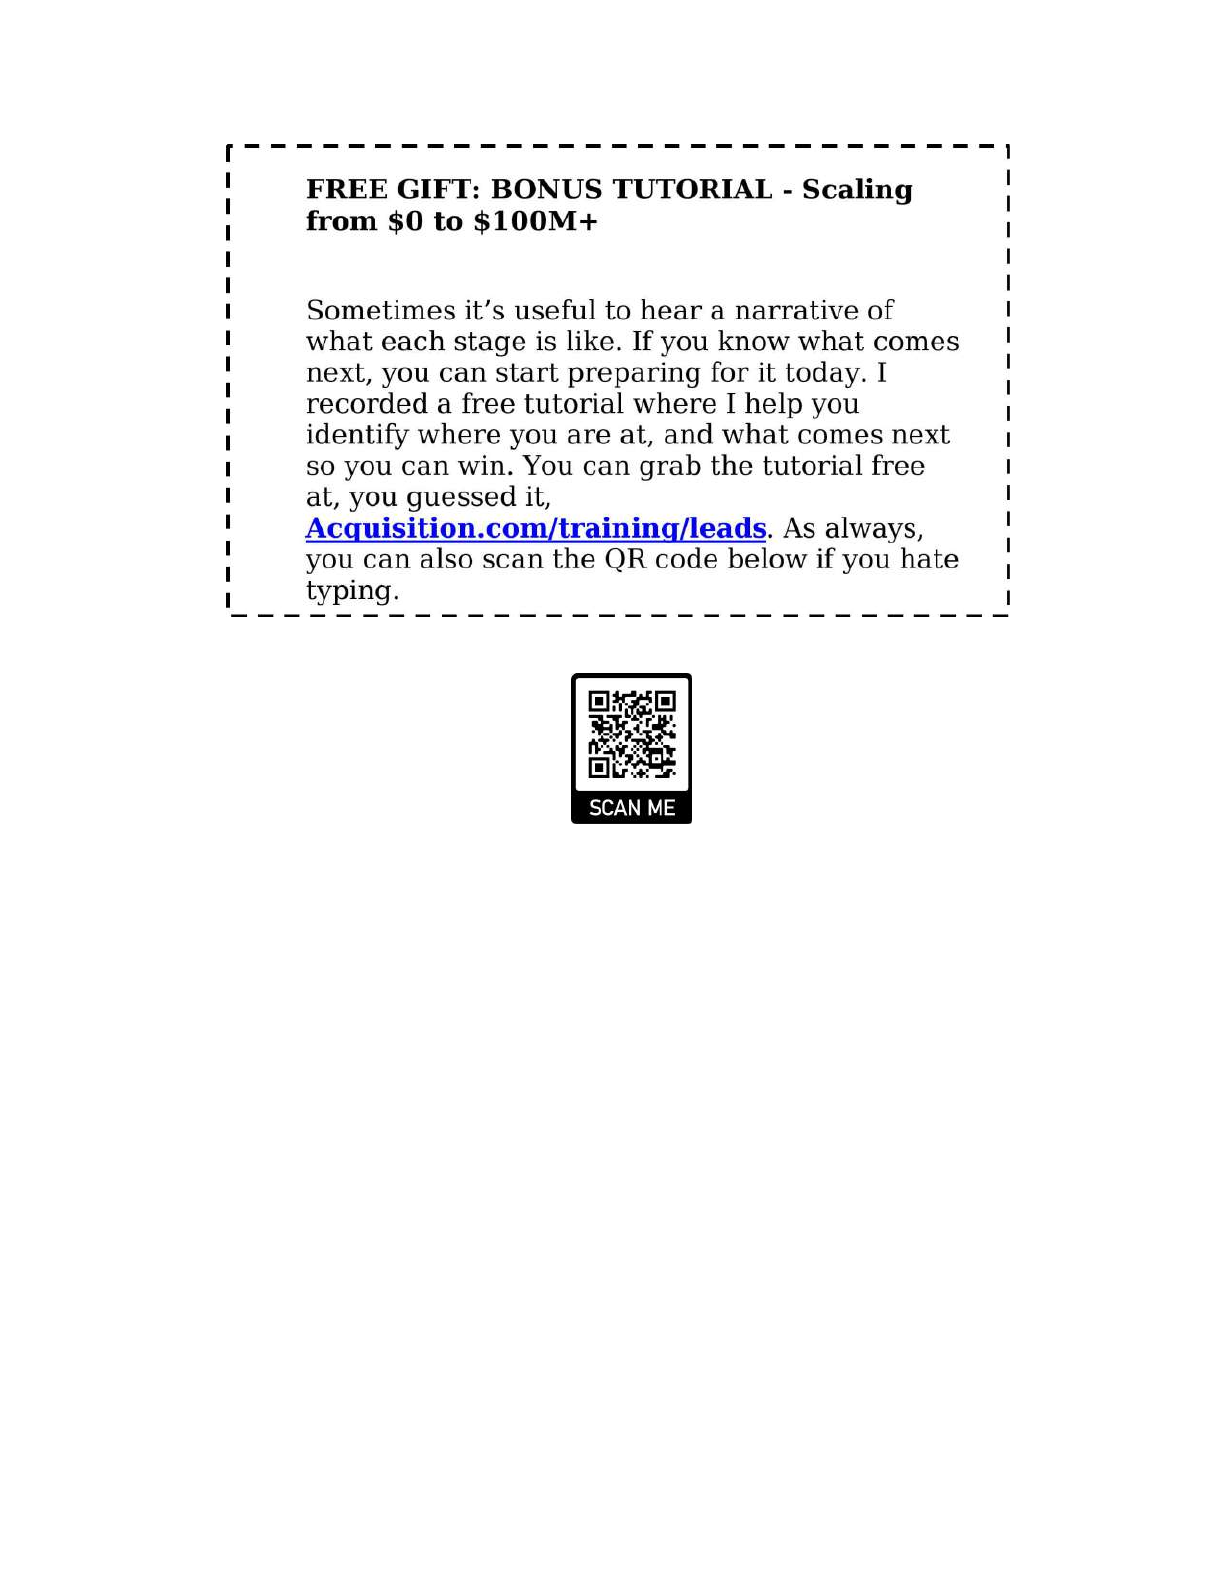 FREE GIFT: BONUS TUTORIAL - Scaling
from $0 to $100M+
Sometimes it’s useful to hear a narrative of
what each stage is like. If you know what comes
next, you can start preparing for it today. I
recorded a free tutorial where I help you
identify where you are at, and what comes next
so you can win. You can grab the tutorial free
at, you guessed it,
Acquisition.com/training/leads. As always,
you can also scan the QR code below if you hate
typing.
SCAN ME